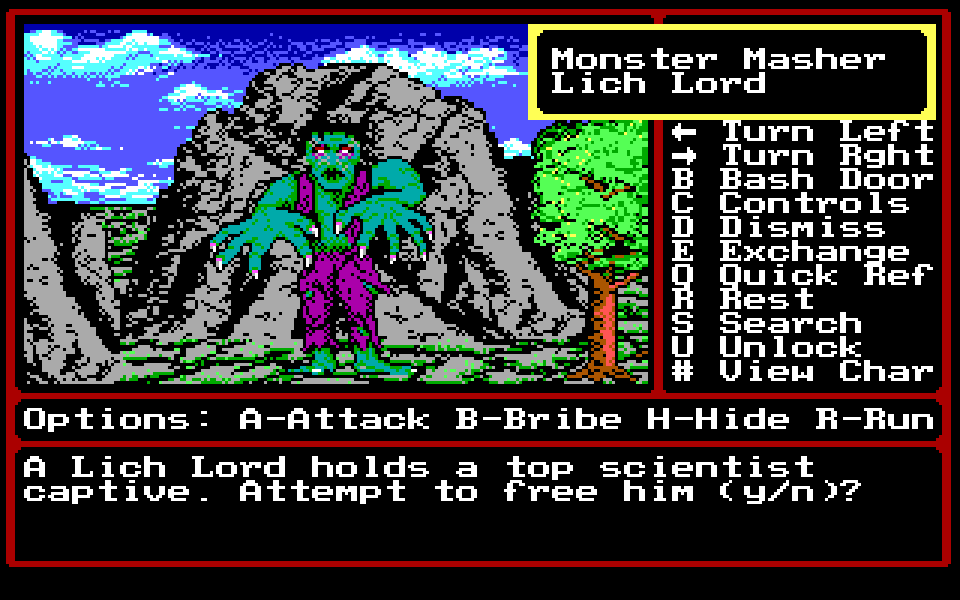 Monster Masher
Lich Lord
← Turn Left
→ Turn Rght
B Bash Door
C Controls
D Dismiss
E Exchange
Q Quick Ref
R Rest
S Search
U Unlock
# View Char
Options: A-Attack B-Bribe H-Hide R-Run
A Lich Lord holds a top scientist
captive. Attempt to free him (y/n)?